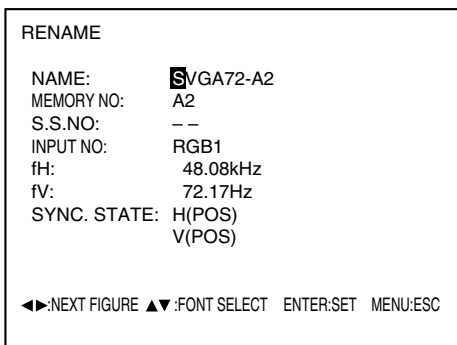 RENAME
NAME: SVGA72-A2
MEMORY NO: A2
S.S.NO: – –
INPUT NO: RGB1
fH: 48.08kHz
fV: 72.17Hz
SYNC. STATE: H(POS)
V(POS)
◀▶:NEXT FIGURE ▲▼:FONT SELECT ENTER:SET MENU:ESC